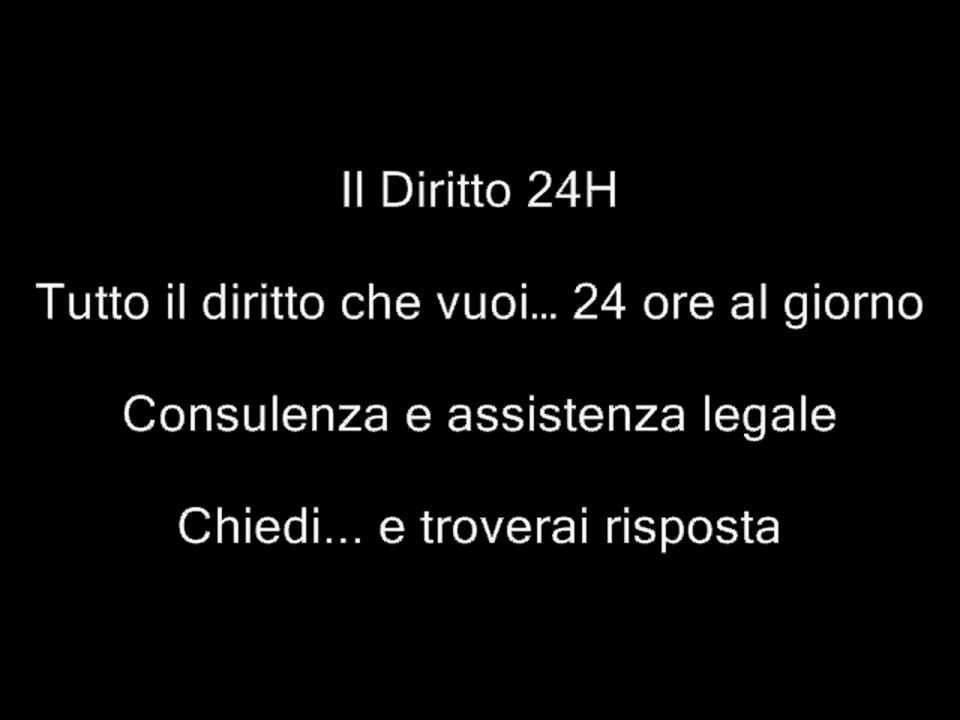 Il Diritto 24H
Tutto il diritto che vuoi… 24 ore al giorno
Consulenza e assistenza legale
Chiedi... e troverai risposta